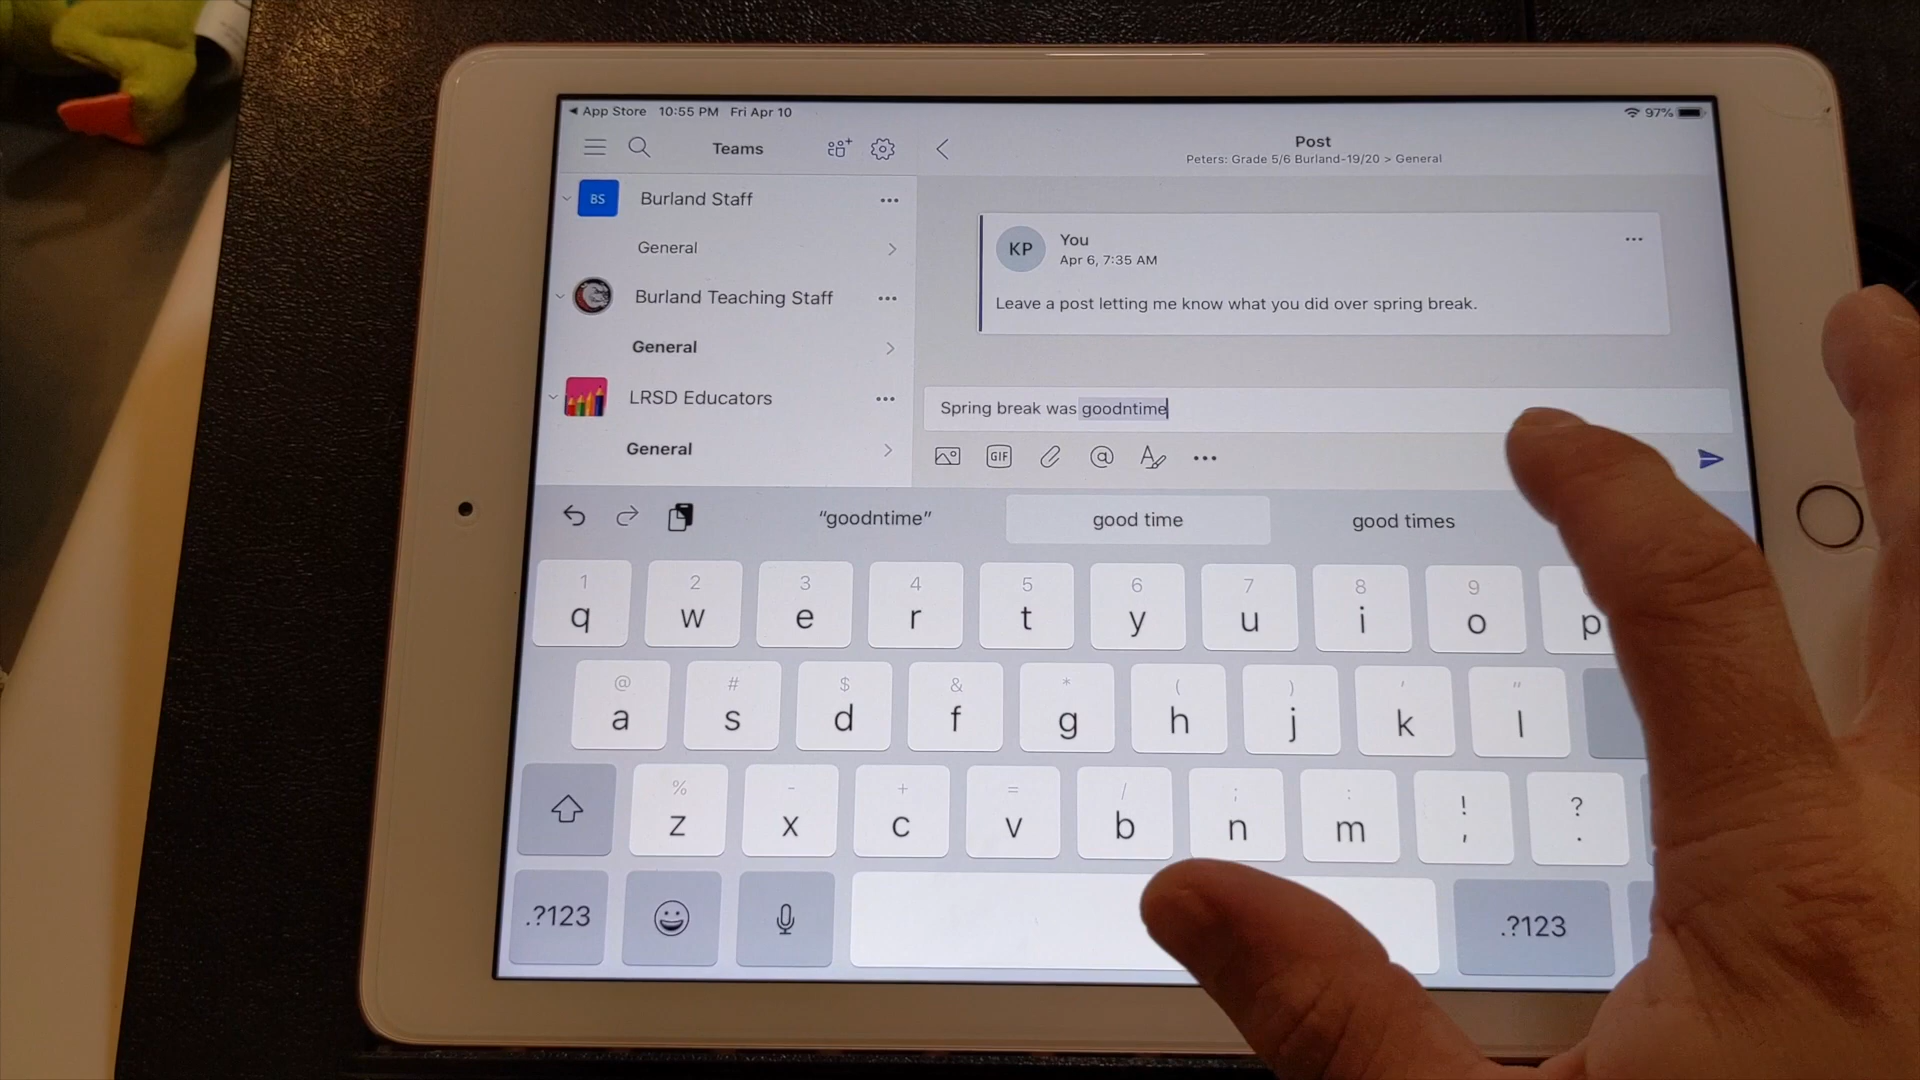 App Store 10:55 PM Fri Apr 10
97%
Teams
BS Burland Staff
General
Burland Teaching Staff
General
LRSD Educators
General
Post
Peters: Grade 5/6 Burland-19/20 > General
KP You
Apr 6, 7:35 AM
Leave a post letting me know what you did over spring break.
Spring break was goodntime
GIF @ A
“goodntime” good time good times
1 2 3 4 5 6 7 8 9
q w e r t y u i o p
@ # $ & * ( ) ' "
a s d f g h j k l
% - + = / ; : ! ?
z x c v b n m , .
.?123 .?123